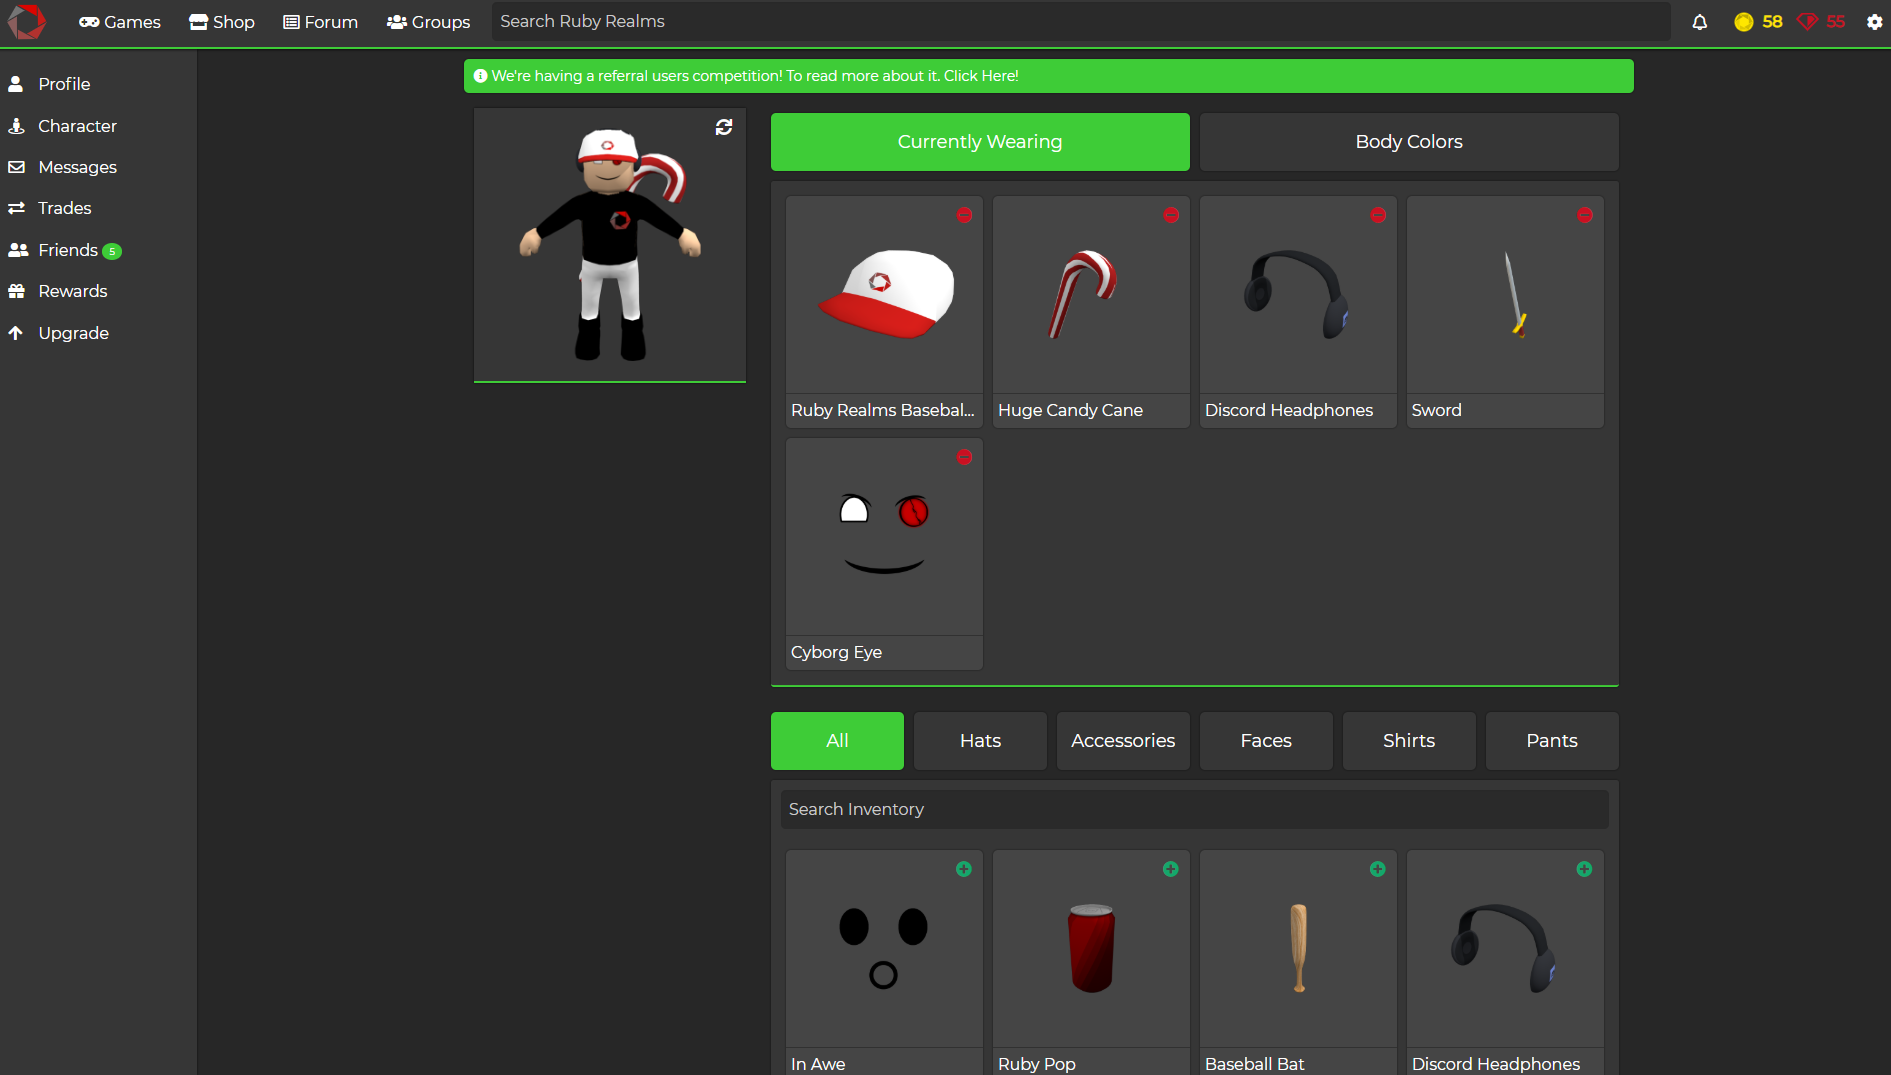 Games Shop Forum Groups Search Ruby Realms 58 55
Profile
Character
Messages
Trades
Friends 5
Rewards
Upgrade
We're having a referral users competition! To read more about it. Click Here!
Currently Wearing Body Colors
Ruby Realms Basebal... Huge Candy Cane Discord Headphones Sword
Cyborg Eye
All Hats Accessories Faces Shirts Pants
Search Inventory
In Awe Ruby Pop Baseball Bat Discord Headphones